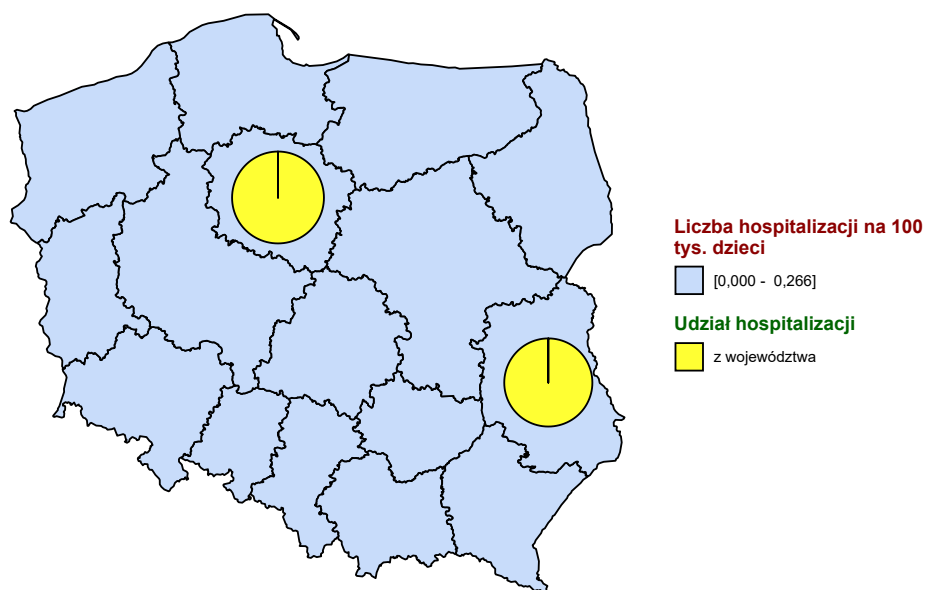 Liczba hospitalizacji na 100
tys. dzieci
[0,000 - 0,266]
Udział hospitalizacji
z województwa